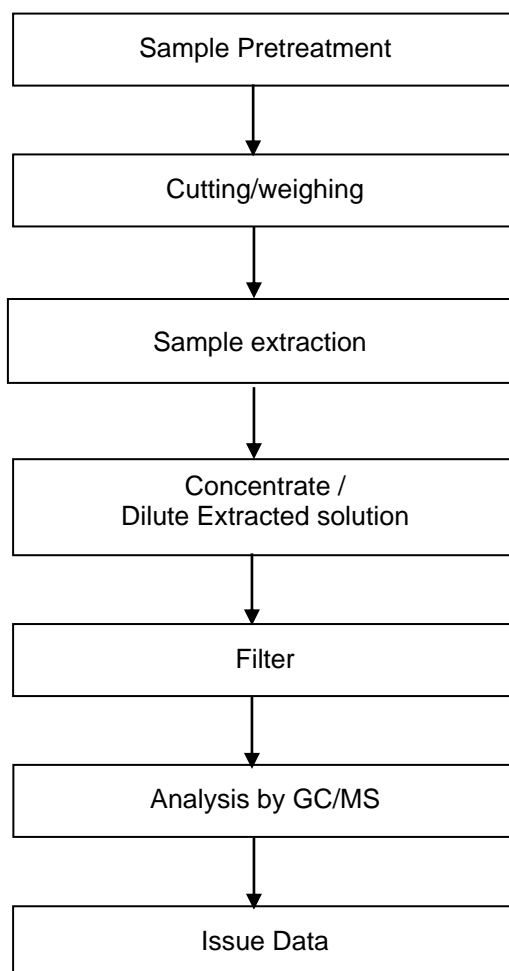 Sample Pretreatment
Cutting/weighing
Sample extraction
Concentrate /
Dilute Extracted solution
Filter
Analysis by GC/MS
Issue Data